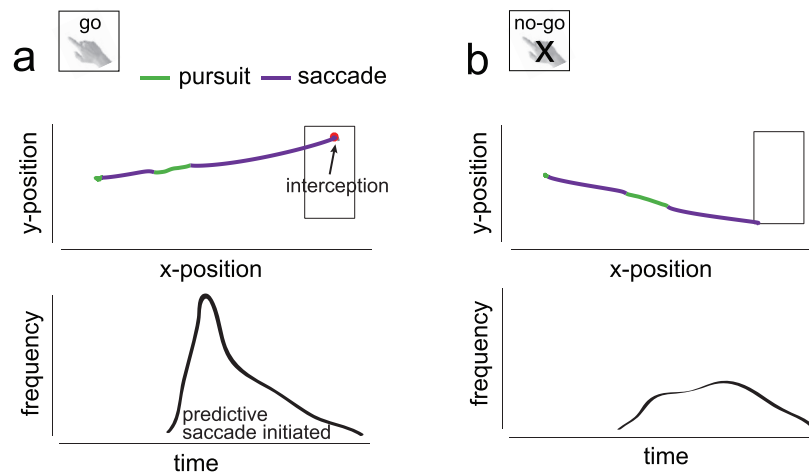 a
go
pursuit saccade
y-position
interception
x-position
frequency
predictive
saccade initiated
time
b
no-go
X
y-position
x-position
frequency
time